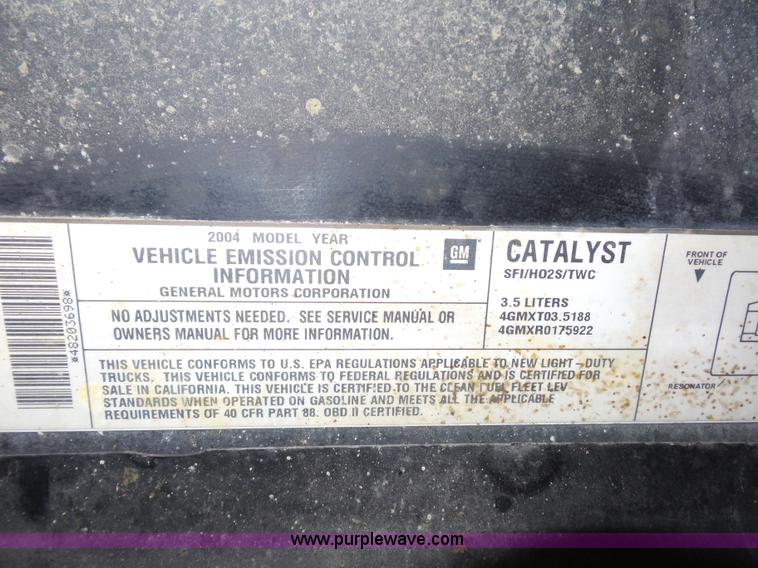 *48203698*
2004 MODEL YEAR
VEHICLE EMISSION CONTROL
INFORMATION
GENERAL MOTORS CORPORATION
GM
NO ADJUSTMENTS NEEDED. SEE SERVICE MANUAL OR
OWNERS MANUAL FOR MORE INFORMATION.
CATALYST
SFI/HO2S/TWC
3.5 LITERS
4GMXT03.5188
4GMXR0175922
THIS VEHICLE CONFORMS TO U.S. EPA REGULATIONS APPLICABLE TO NEW LIGHT-DUTY
TRUCKS. THIS VEHICLE CONFORMS TO FEDERAL REGULATIONS AND IS CERTIFIED FOR
SALE IN CALIFORNIA. THIS VEHICLE IS CERTIFIED TO THE CLEAN FUEL FLEET LEV
STANDARDS WHEN OPERATED ON GASOLINE AND MEETS ALL THE APPLICABLE
REQUIREMENTS OF 40 CFR PART 88. OBD II CERTIFIED.
FRONT OF
VEHICLE
RESONATOR
www.purplewave.com